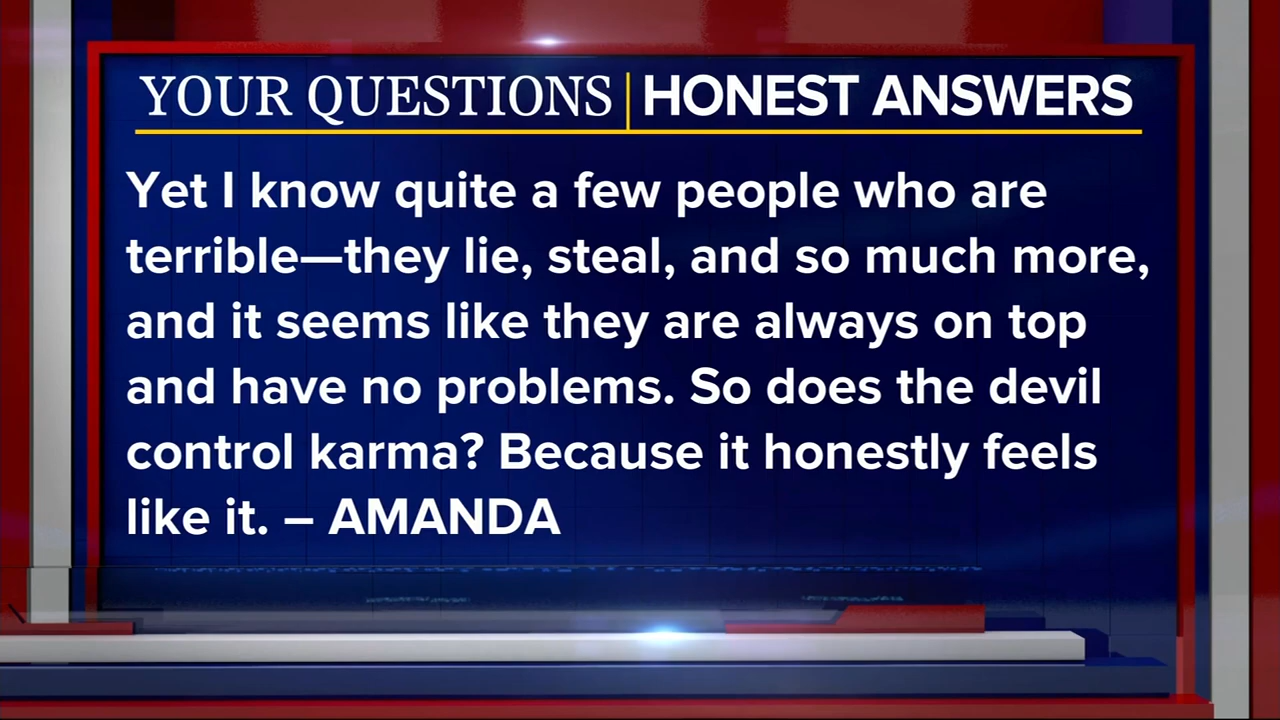 YOUR QUESTIONS | HONEST ANSWERS
Yet I know quite a few people who are
terrible—they lie, steal, and so much more,
and it seems like they are always on top
and have no problems. So does the devil
control karma? Because it honestly feels
like it. – AMANDA